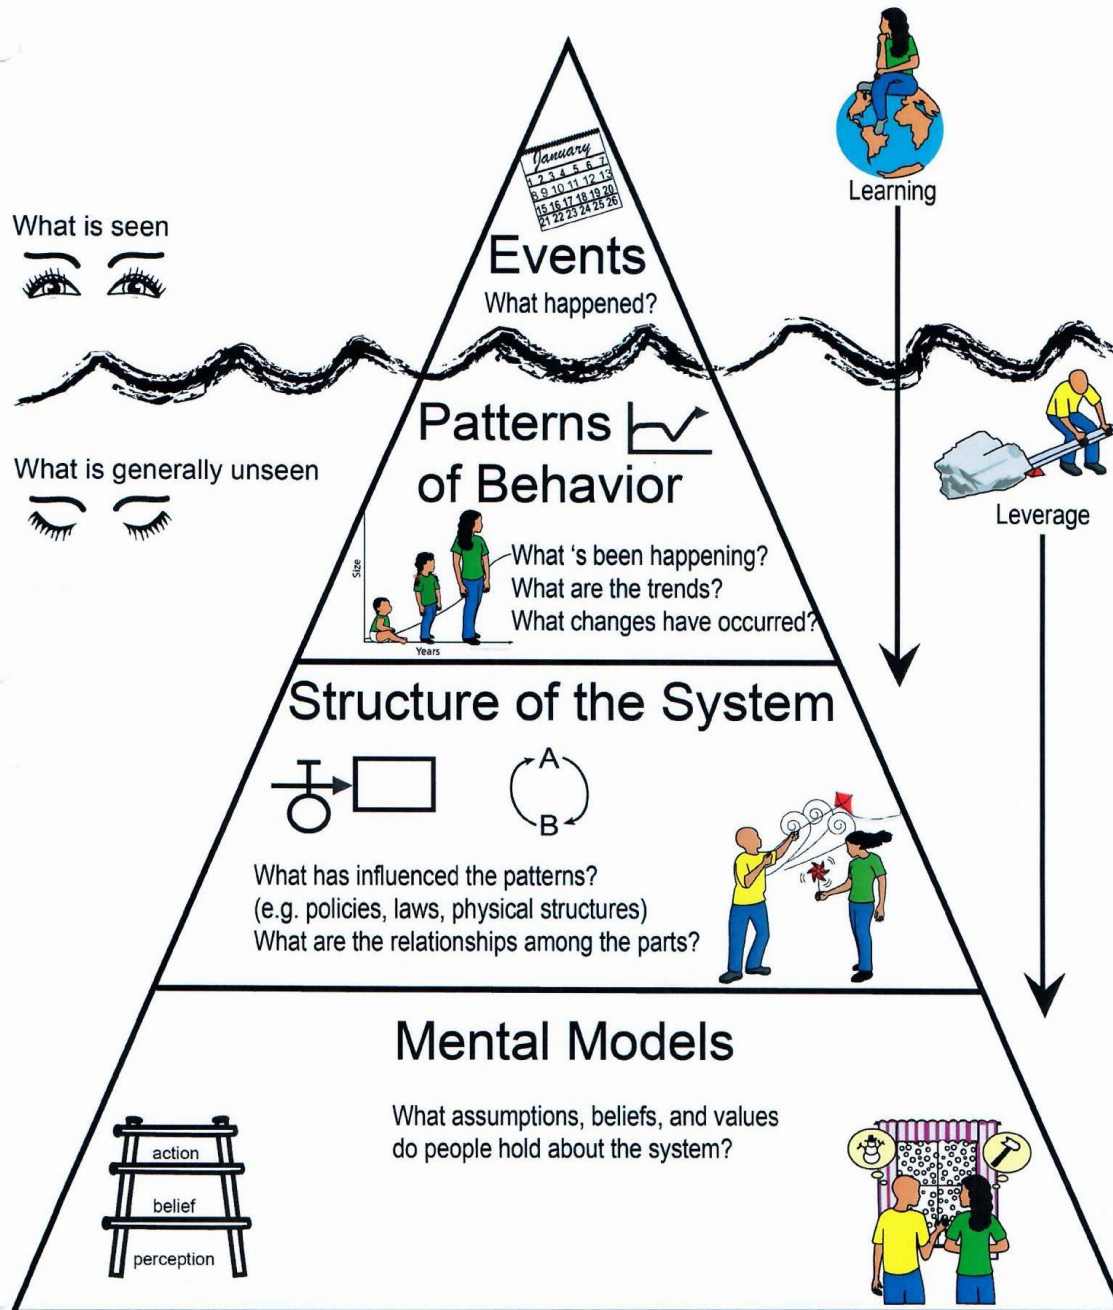 January
1 2 3 4 5 6 7
8 9 10 11 12 13
15 16 17 18 19 20
21 22 23 24 25 26
Learning
What is seen
Events
What happened?
Patterns
of Behavior
What is generally unseen
Leverage
What 's been happening?
What are the trends?
What changes have occurred?
Size
Years
Structure of the System
A
B
What has influenced the patterns?
(e.g. policies, laws, physical structures)
What are the relationships among the parts?
Mental Models
What assumptions, beliefs, and values
do people hold about the system?
action
belief
perception